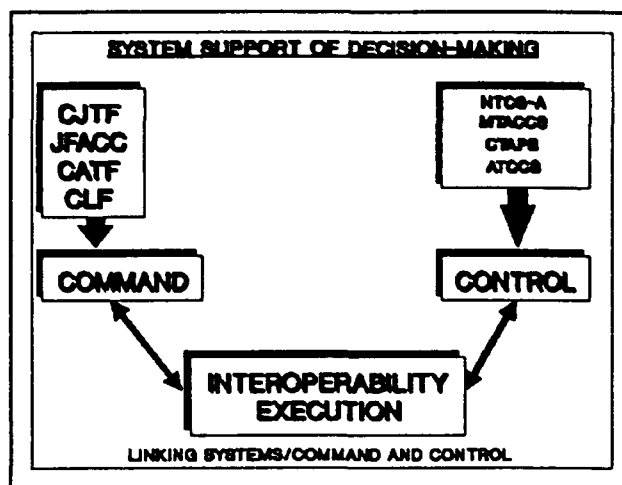 SYSTEM SUPPORT OF DECISION-MAKING
CJTF
JFACC
CATF
CLF
NTCS-A
MTACCS
CTAPS
ATCCS
COMMAND
CONTROL
INTEROPERABILITY
EXECUTION
LINKING SYSTEMS/COMMAND AND CONTROL